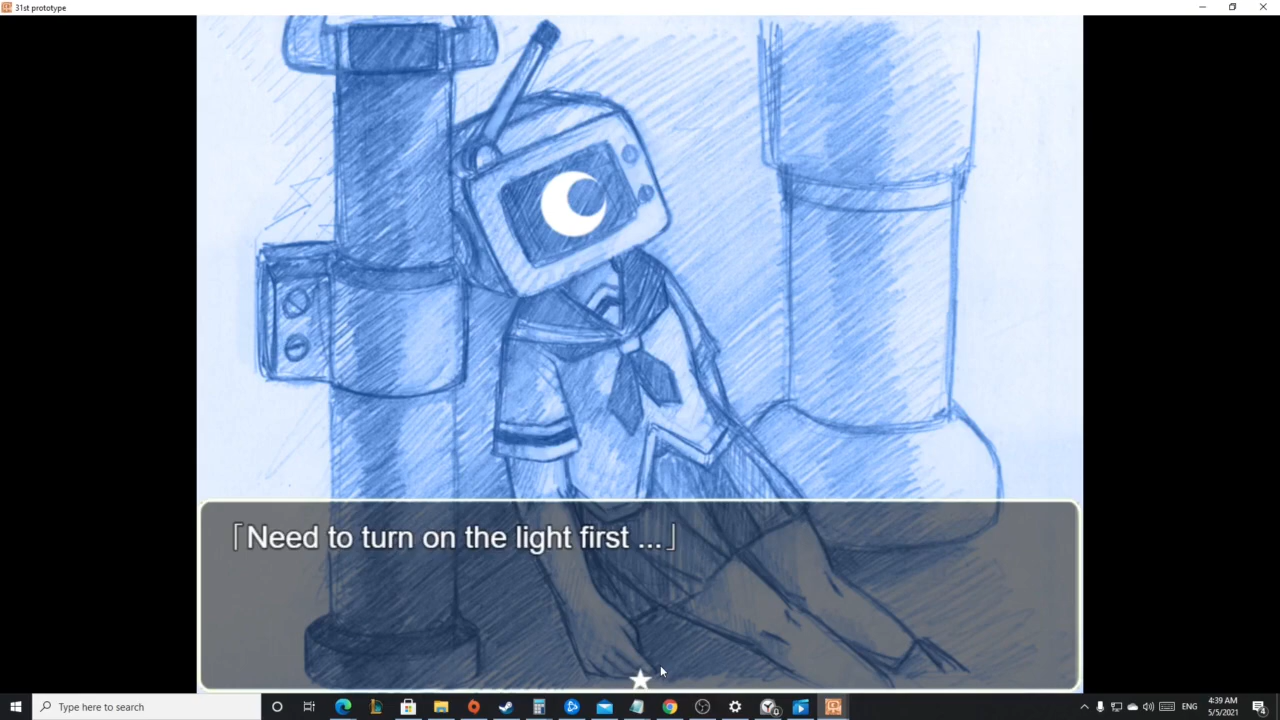 31st prototype
「Need to turn on the light first ...」
Type here to search
ENG
4:39 AM
5/5/2021
4